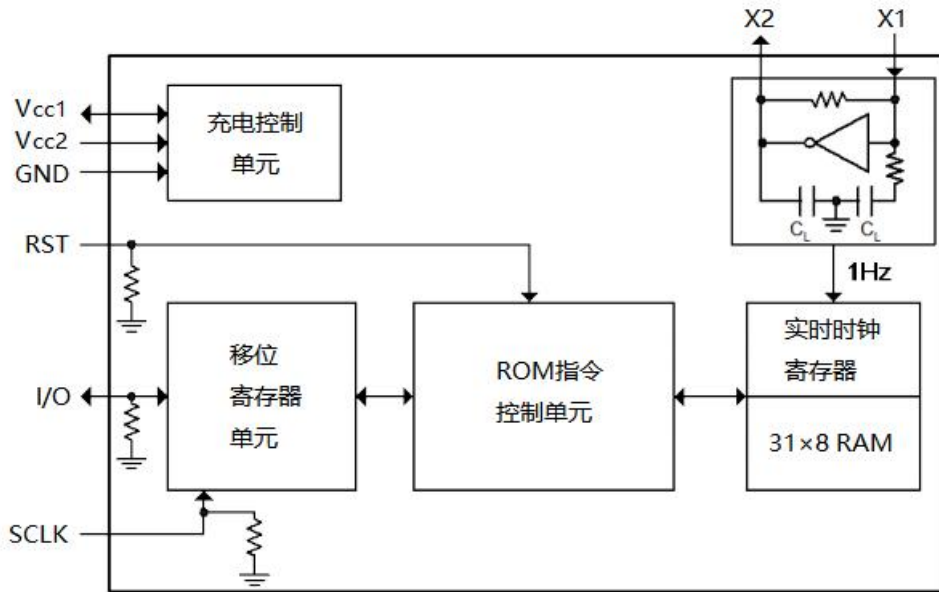 X2
X1
Vcc1
Vcc2
GND
充电控制
单元
C_L
C_L
RST
1Hz
移位
寄存器
单元
ROM指令
控制单元
实时时钟
寄存器
31×8 RAM
I/O
SCLK